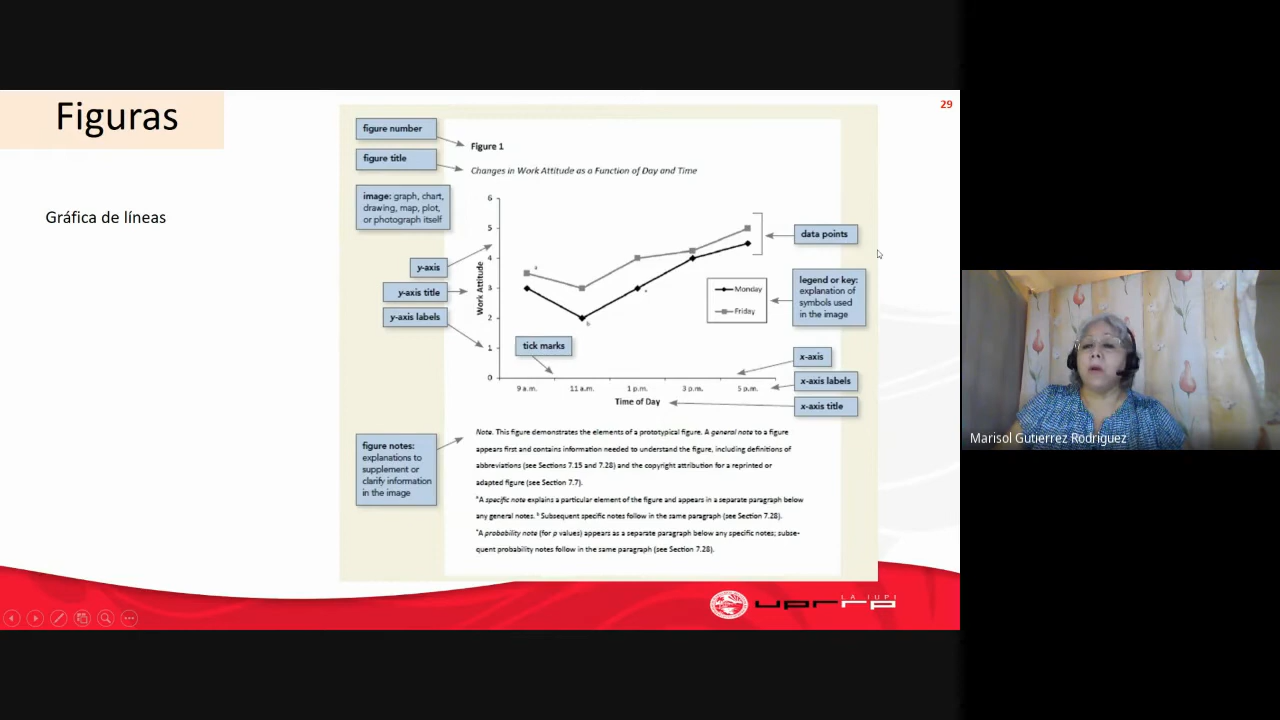 Figuras
29
Gráfica de líneas
figure number
Figure 1
figure title
Changes in Work Attitude as a Function of Day and Time
image: graph, chart,
drawing, map, plot,
or photograph itself
6
5
4
3
2
1
0
Work Attitude
y-axis
y-axis title
y-axis labels
a
b
*
tick marks
data points
Monday
Friday
legend or key:
explanation of
symbols used
in the image
x-axis
x-axis labels
x-axis title
9 a.m.
11 a.m.
1 p.m.
3 p.m.
5 p.m.
Time of Day
figure notes:
explanations to
supplement or
clarify information
in the image
Note. This figure demonstrates the elements of a prototypical figure. A general note to a figure
appears first and contains information needed to understand the figure, including definitions of
abbreviations (see Sections 7.15 and 7.28) and the copyright attribution for a reprinted or
adapted figure (see Section 7.7).
ᵃA specific note explains a particular element of the figure and appears in a separate paragraph below
any general notes. ᵇ Subsequent specific notes follow in the same paragraph (see Section 7.28).
*A probability note (for p values) appears as a separate paragraph below any specific notes; subse-
quent probability notes follow in the same paragraph (see Section 7.28).
LA IUPI
uprrp
Marisol Gutierrez Rodriguez